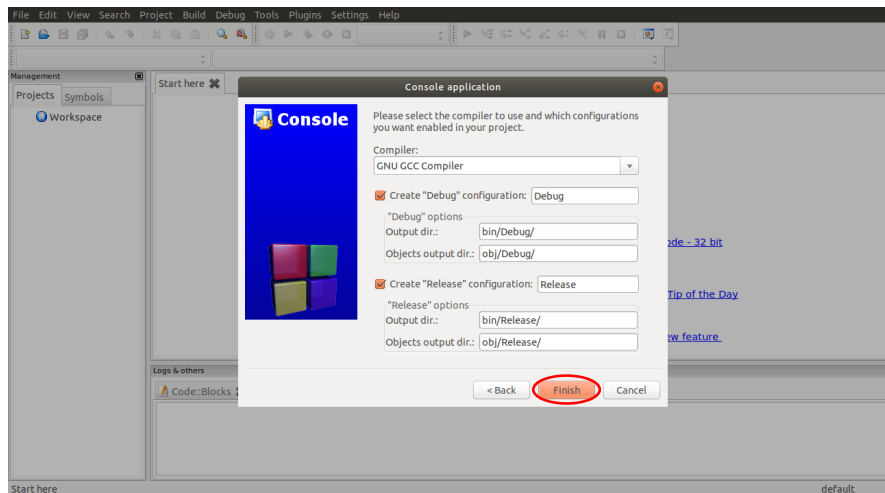 File Edit View Search Project Build Debug Tools Plugins Settings Help
Management
Projects Symbols
Workspace
Start here
Console application
Console
Please select the compiler to use and which configurations
you want enabled in your project.
Compiler:
GNU GCC Compiler
Create "Debug" configuration: Debug
"Debug" options
Output dir.: bin/Debug/
Objects output dir.: obj/Debug/
Create "Release" configuration: Release
"Release" options
Output dir.: bin/Release/
Objects output dir.: obj/Release/
< Back Finish Cancel
- 32 bit
Tip of the Day
feature
Logs & others
Code::Blocks
Start here default